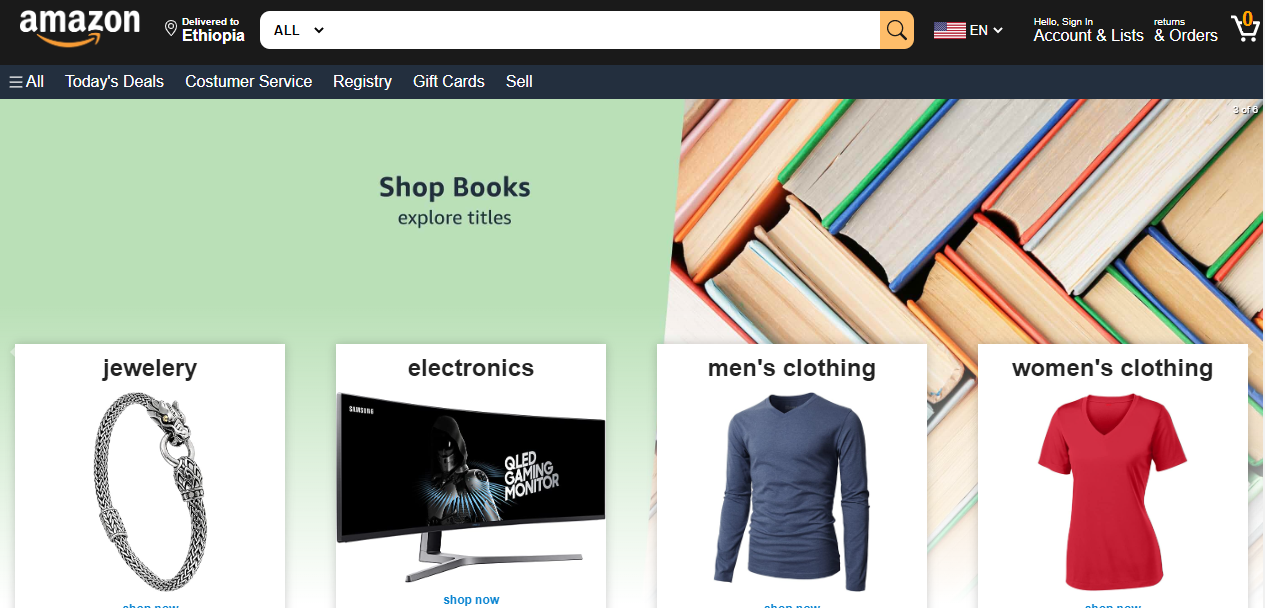 amazon
Delivered to
Ethiopia
ALL
EN
Hello, Sign In
Account & Lists
returns
& Orders
0
All
Today's Deals
Costumer Service
Registry
Gift Cards
Sell
3 of 6
Shop Books
explore titles
jewelery
electronics
men's clothing
women's clothing
SAMSUNG
QLED
GAMING
MONITOR
shop now
shop now
shop now
shop now